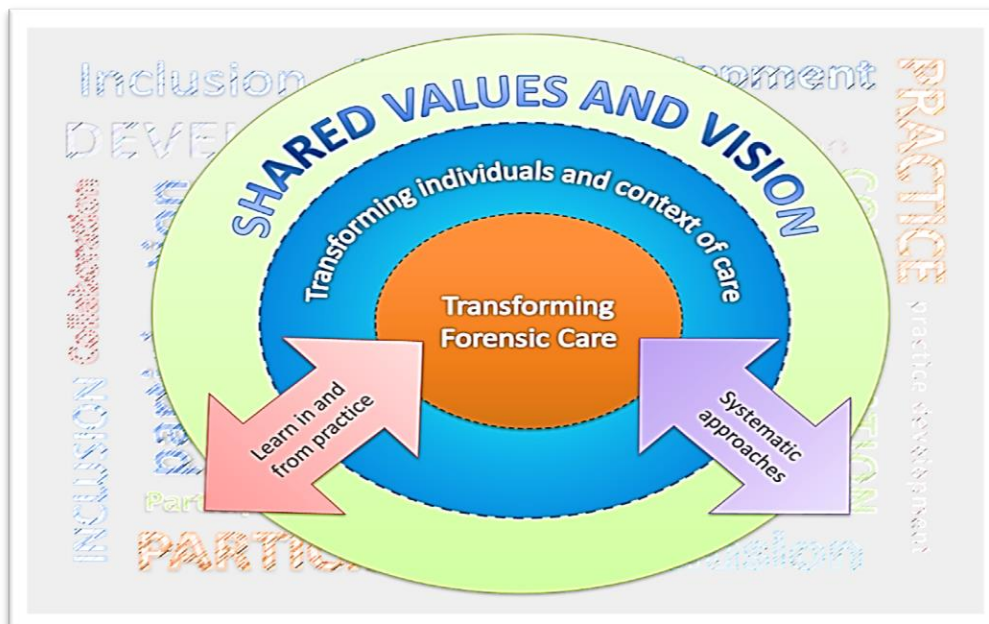 Inclusion
DEVEL
PRACTICE
SHARED VALUES AND VISION
Transforming individuals and context of care
Transforming
Forensic Care
Collaboration
INCLUSION
Learn in and
from practice
Systematic
approaches
practice development